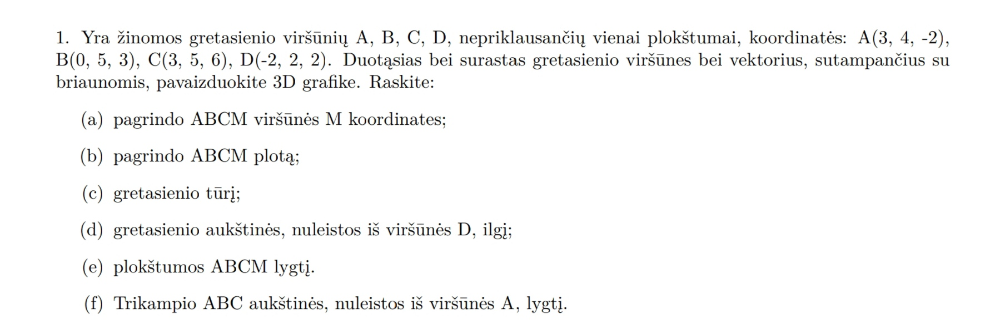 1. Yra žinomos gretasienio viršūnių A, B, C, D, nepriklausančių vienai plokštumai, koordinatės: A(3, 4, -2),
B(0, 5, 3), C(3, 5, 6), D(-2, 2, 2). Duotąsias bei surastas gretasienio viršūnes bei vektorius, sutampančius su
briaunomis, pavaizduokite 3D grafike. Raskite:
(a) pagrindo ABCM viršūnės M koordinates;
(b) pagrindo ABCM plotą;
(c) gretasienio tūrį;
(d) gretasienio aukštinės, nuleistos iš viršūnės D, ilgį;
(e) plokštumos ABCM lygtį.
(f) Trikampio ABC aukštinės, nuleistos iš viršūnės A, lygtį.